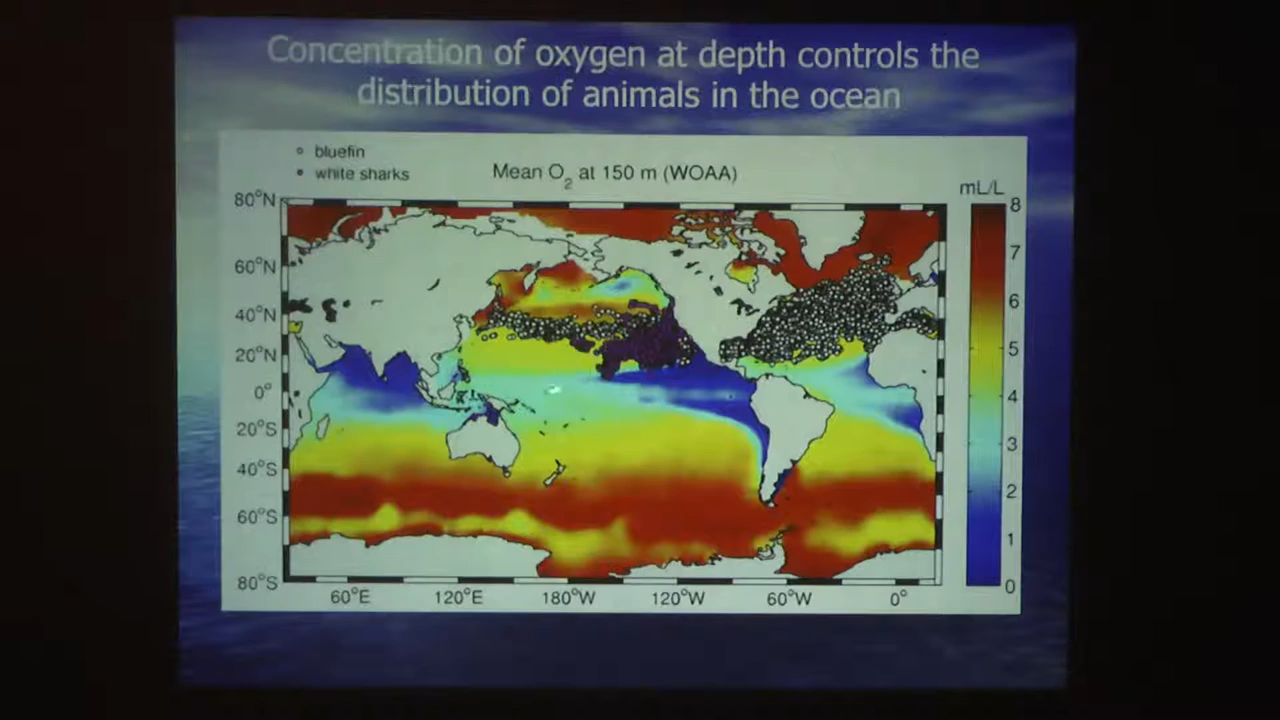 Concentration of oxygen at depth controls the
distribution of animals in the ocean
bluefin
white sharks
Mean O2 at 150 m (WOAA)
mL/L
80°N
60°N
40°N
20°N
0°
20°S
40°S
60°S
80°S
60°E
120°E
180°W
120°W
60°W
0°
8
7
6
5
4
3
2
1
0